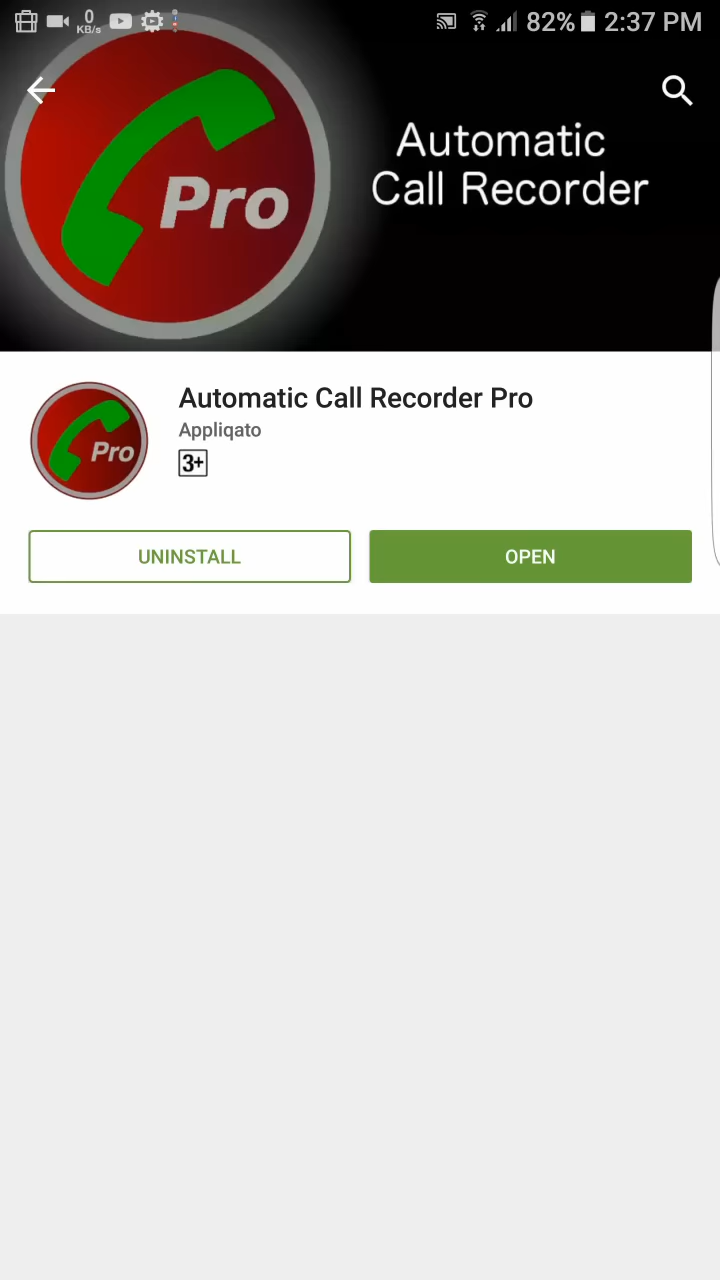 0
KB/s
82% 2:37 PM
Pro
Automatic
Call Recorder
Pro
Automatic Call Recorder Pro
Appliqato
3+
UNINSTALL
OPEN